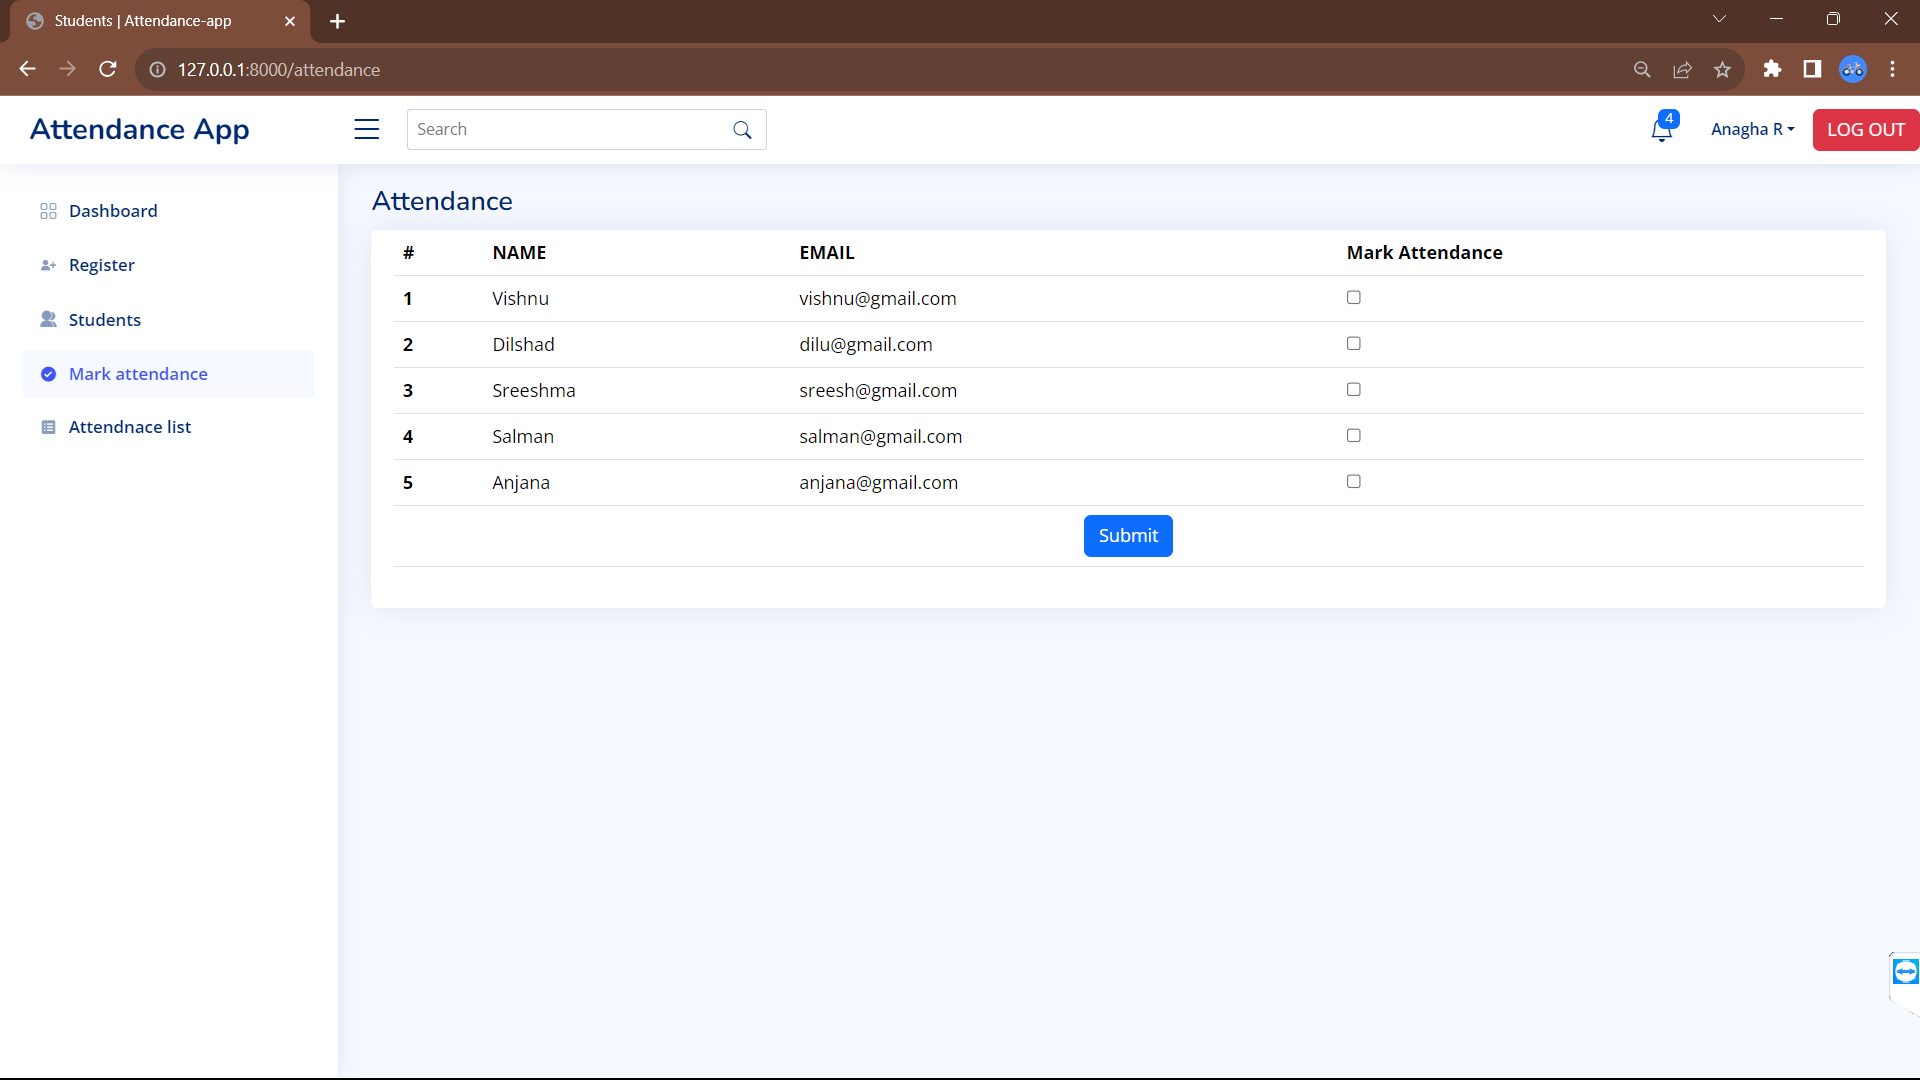 Students | Attendance-app
127.0.0.1:8000/attendance
Attendance App
Search
4
Anagha R
LOG OUT
Dashboard
Register
Students
Mark attendance
Attendnace list
Attendance
# NAME EMAIL Mark Attendance
1 Vishnu vishnu@gmail.com
2 Dilshad dilu@gmail.com
3 Sreeshma sreesh@gmail.com
4 Salman salman@gmail.com
5 Anjana anjana@gmail.com
Submit